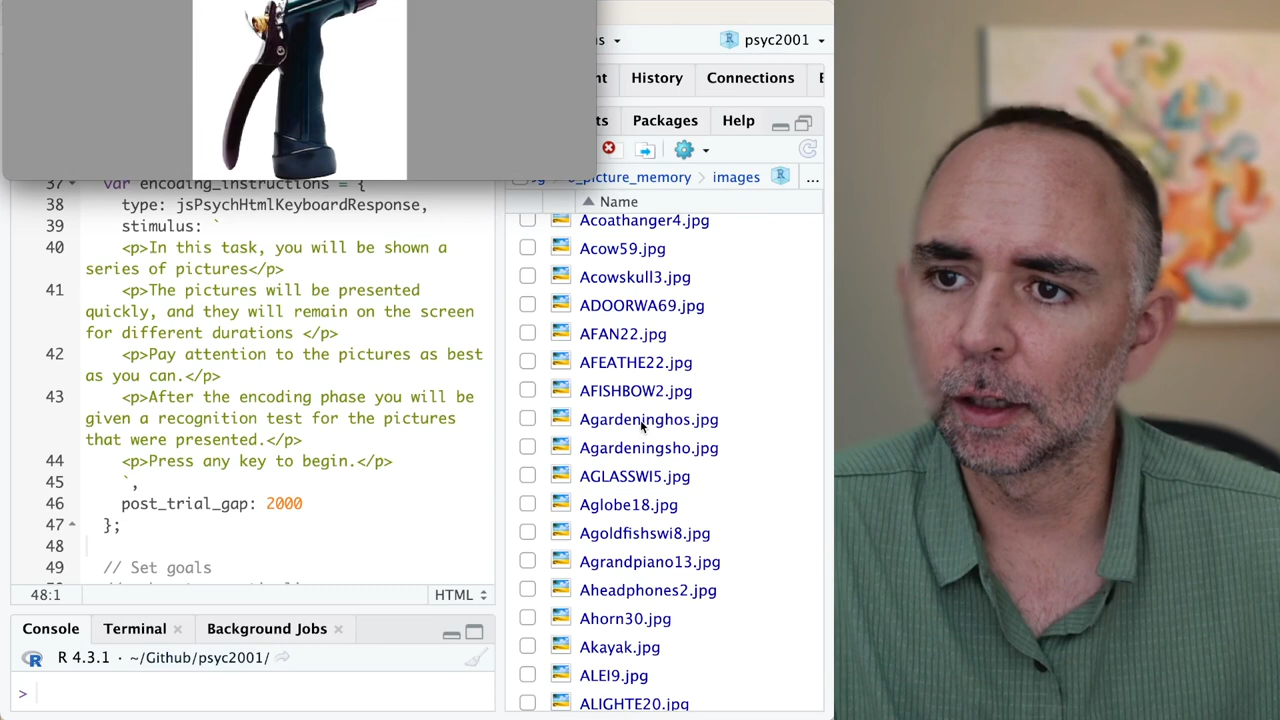 psyc2001
History
Connections
Packages
Help
picture_memory
images
...
Name
37
var encoding_instructions = {
38
type: jsPsychHtmlKeyboardResponse,
39
stimulus: `
40
<p>In this task, you will be shown a
series of pictures</p>
41
<p>The pictures will be presented
quickly, and they will remain on the screen
for different durations </p>
42
<p>Pay attention to the pictures as best
as you can.</p>
43
<p>After the encoding phase you will be
given a recognition test for the pictures
that were presented.</p>
44
<p>Press any key to begin.</p>
45
`,
46
post_trial_gap: 2000
47
};
48
49
// Set goals
48:1
HTML
Acoathanger4.jpg
Acow59.jpg
Acowskull3.jpg
ADOORWA69.jpg
AFAN22.jpg
AFEATHE22.jpg
AFISHBOW2.jpg
Agardeninghos.jpg
Agardeningsho.jpg
AGLASSWI5.jpg
Aglobe18.jpg
Agoldfishswi8.jpg
Agrandpiano13.jpg
Aheadphones2.jpg
Ahorn30.jpg
Akayak.jpg
ALEI9.jpg
ALIGHTE20.jpg
Console
Terminal
Background Jobs
R 4.3.1 · ~/Github/psyc2001/
>